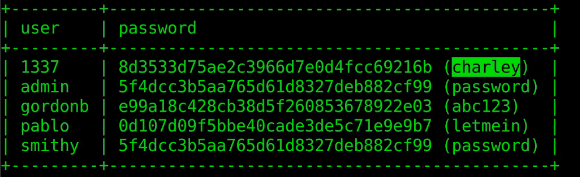 +---------+---------------------------------------------+
| user    | password                                    |
+---------+---------------------------------------------+
| 1337    | 8d3533d75ae2c3966d7e0d4fcc69216b (charley)  |
| admin   | 5f4dcc3b5aa765d61d8327deb882cf99 (password) |
| gordonb | e99a18c428cb38d5f260853678922e03 (abc123)   |
| pablo   | 0d107d09f5bbe40cade3de5c71e9e9b7 (letmein)  |
| smithy  | 5f4dcc3b5aa765d61d8327deb882cf99 (password) |
+---------+---------------------------------------------+